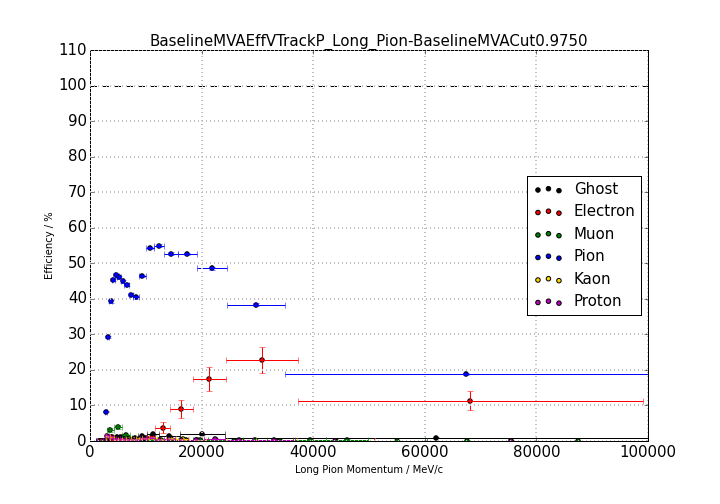 BaselineMVAEffVTrackP_Long_Pion-BaselineMVACut0.9750
110
100
90
80
70
60
50
40
30
20
10
0
Efficiency / %
Ghost
Electron
Muon
Pion
Kaon
Proton
0 20000 40000 60000 80000 100000
Long Pion Momentum / MeV/c